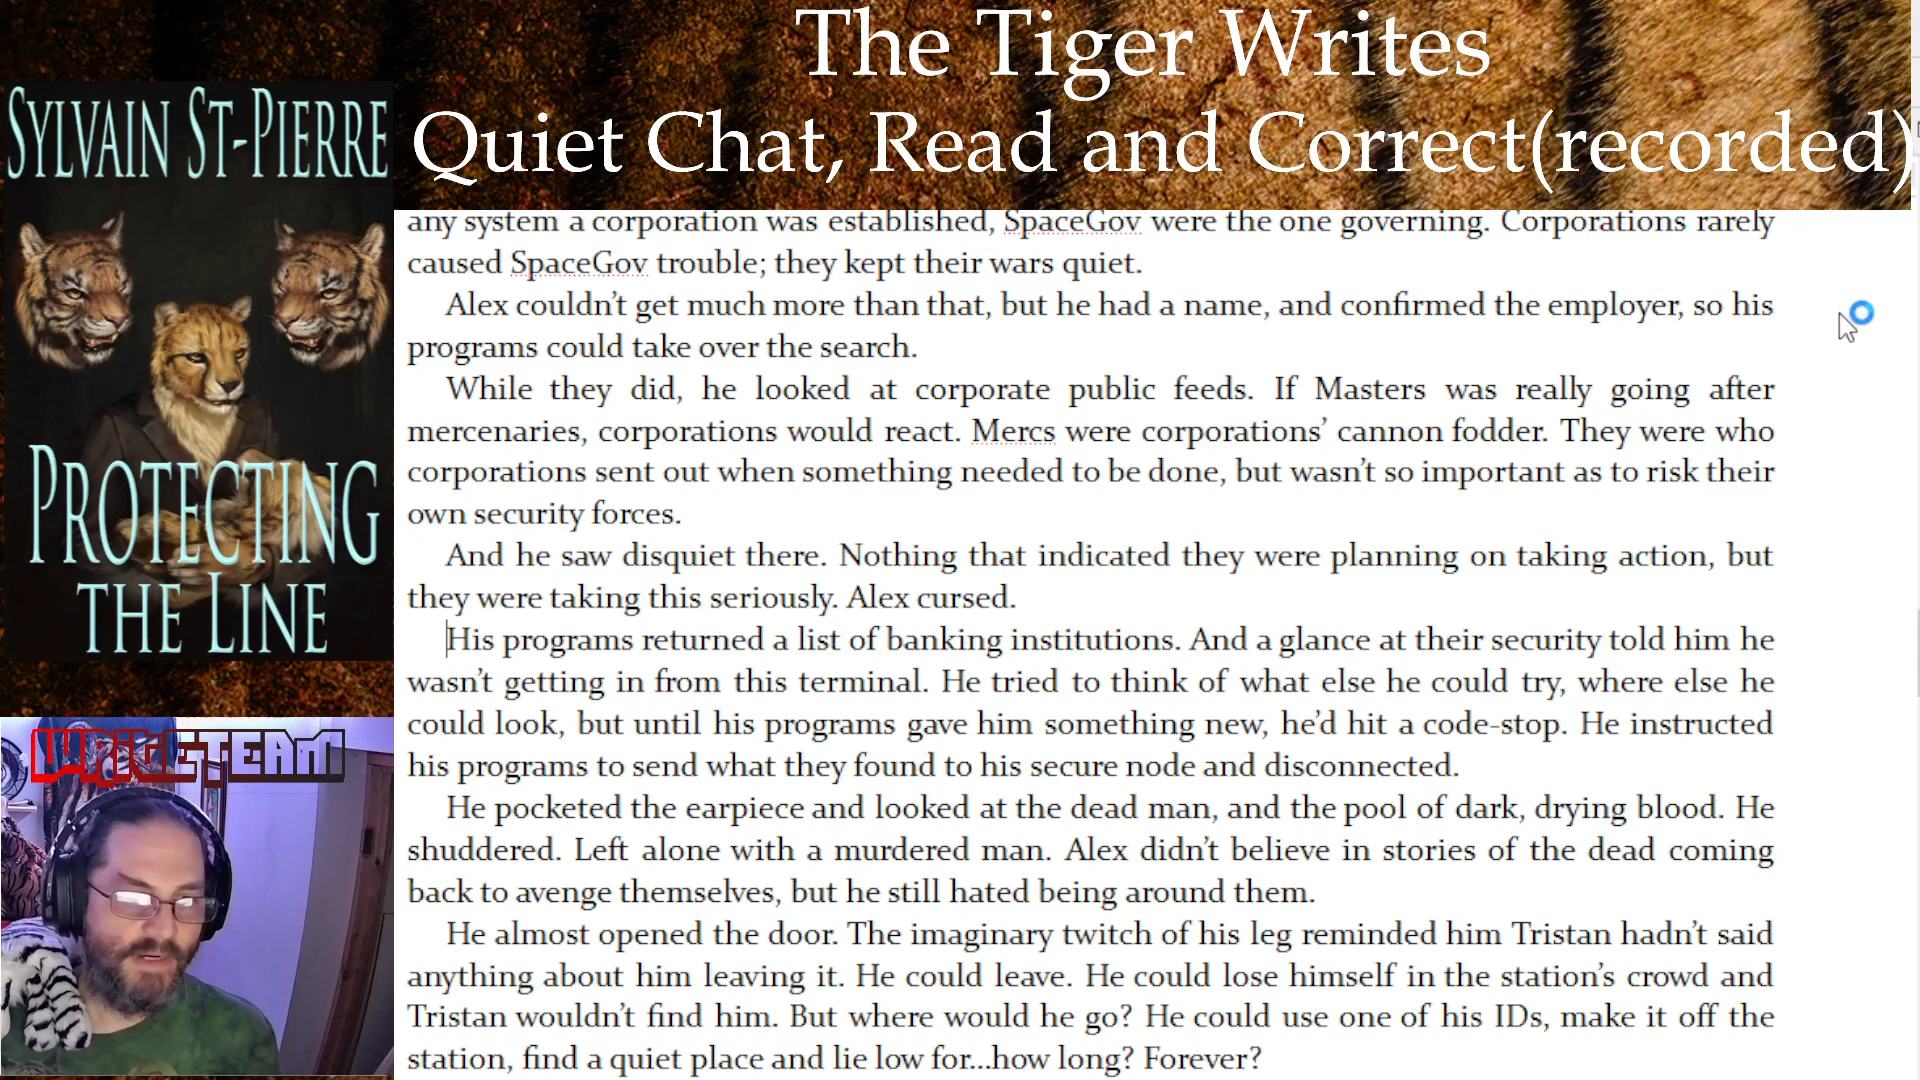 The Tiger Writes
Quiet Chat, Read and Correct(recorded)
SYLVAIN ST-PIERRE
PROTECTING
THE LINE
WRITETEAM
any system a corporation was established, SpaceGov were the one governing. Corporations rarely
caused SpaceGov trouble; they kept their wars quiet.
Alex couldn’t get much more than that, but he had a name, and confirmed the employer, so his
programs could take over the search.
While they did, he looked at corporate public feeds. If Masters was really going after
mercenaries, corporations would react. Mercs were corporations’ cannon fodder. They were who
corporations sent out when something needed to be done, but wasn’t so important as to risk their
own security forces.
And he saw disquiet there. Nothing that indicated they were planning on taking action, but
they were taking this seriously. Alex cursed.
His programs returned a list of banking institutions. And a glance at their security told him he
wasn’t getting in from this terminal. He tried to think of what else he could try, where else he
could look, but until his programs gave him something new, he’d hit a code-stop. He instructed
his programs to send what they found to his secure node and disconnected.
He pocketed the earpiece and looked at the dead man, and the pool of dark, drying blood. He
shuddered. Left alone with a murdered man. Alex didn’t believe in stories of the dead coming
back to avenge themselves, but he still hated being around them.
He almost opened the door. The imaginary twitch of his leg reminded him Tristan hadn’t said
anything about him leaving it. He could leave. He could lose himself in the station’s crowd and
Tristan wouldn’t find him. But where would he go? He could use one of his IDs, make it off the
station, find a quiet place and lie low for...how long? Forever?